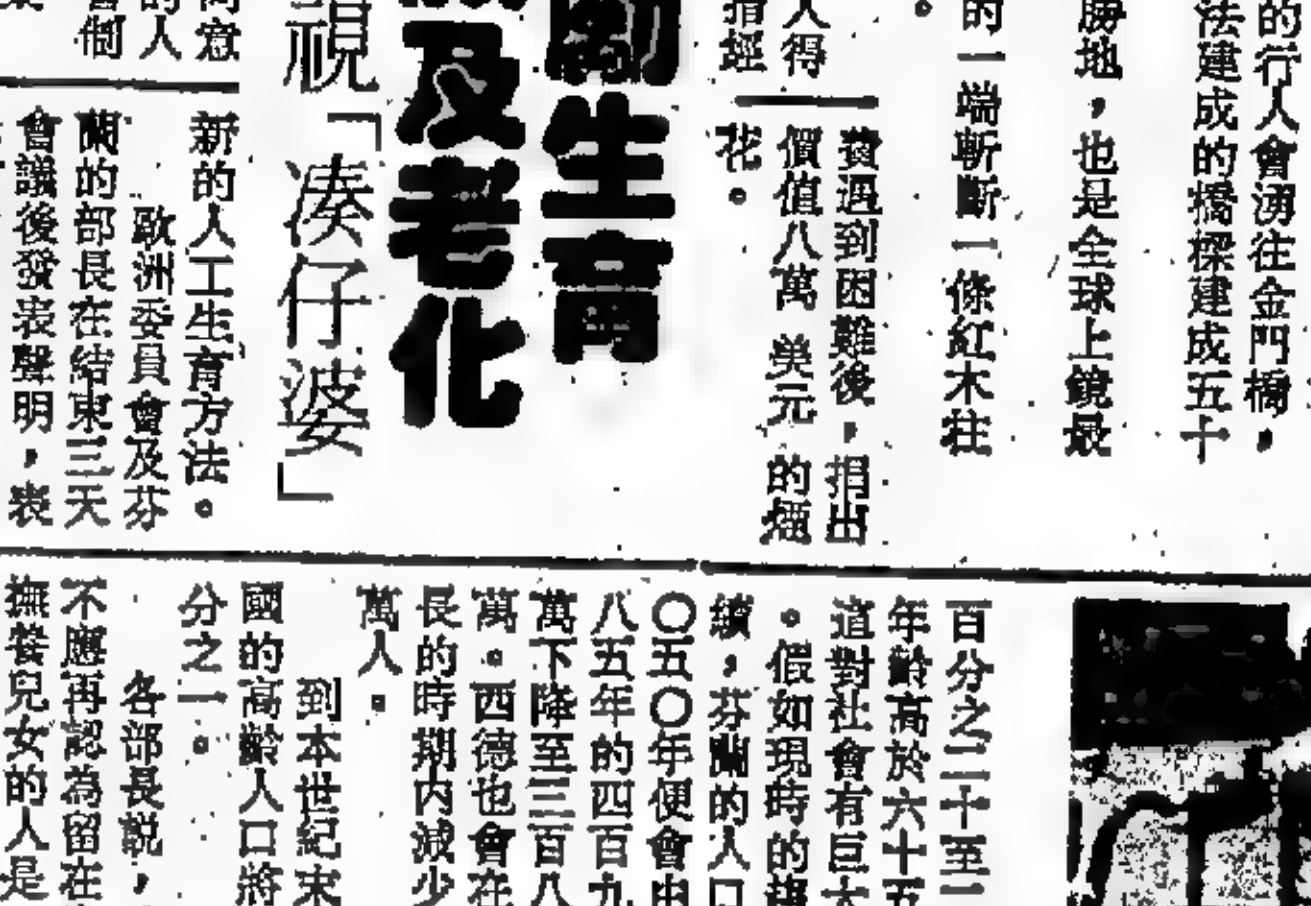 的行人會湧往金門橋，
法建成的橋樑建成五十
勝地，也是全球上鏡最
的一端斬斷一條紅木柱
。
人得
指經
資遇到困難後，捐出
價值八萬美元的煙
花。
生育
及老化
視「湊仔婆」
意
的人
制
新的人工生育方法。
歐洲委員會及芬
蘭的部長在結束三天
會議後發表聲明，表
百分之二十至
年齡高於六十五
這對社會有巨大
。假如現時的趨
續，芬蘭的人口
〇五〇年便會由
八五年的四百九
萬下降至三百八
萬。西德也會在
長的時期内減少
萬人。
到本世紀末
國的高齡人口將
分之一。
各部長說，
不應再認為留在
撫養兒女的人是